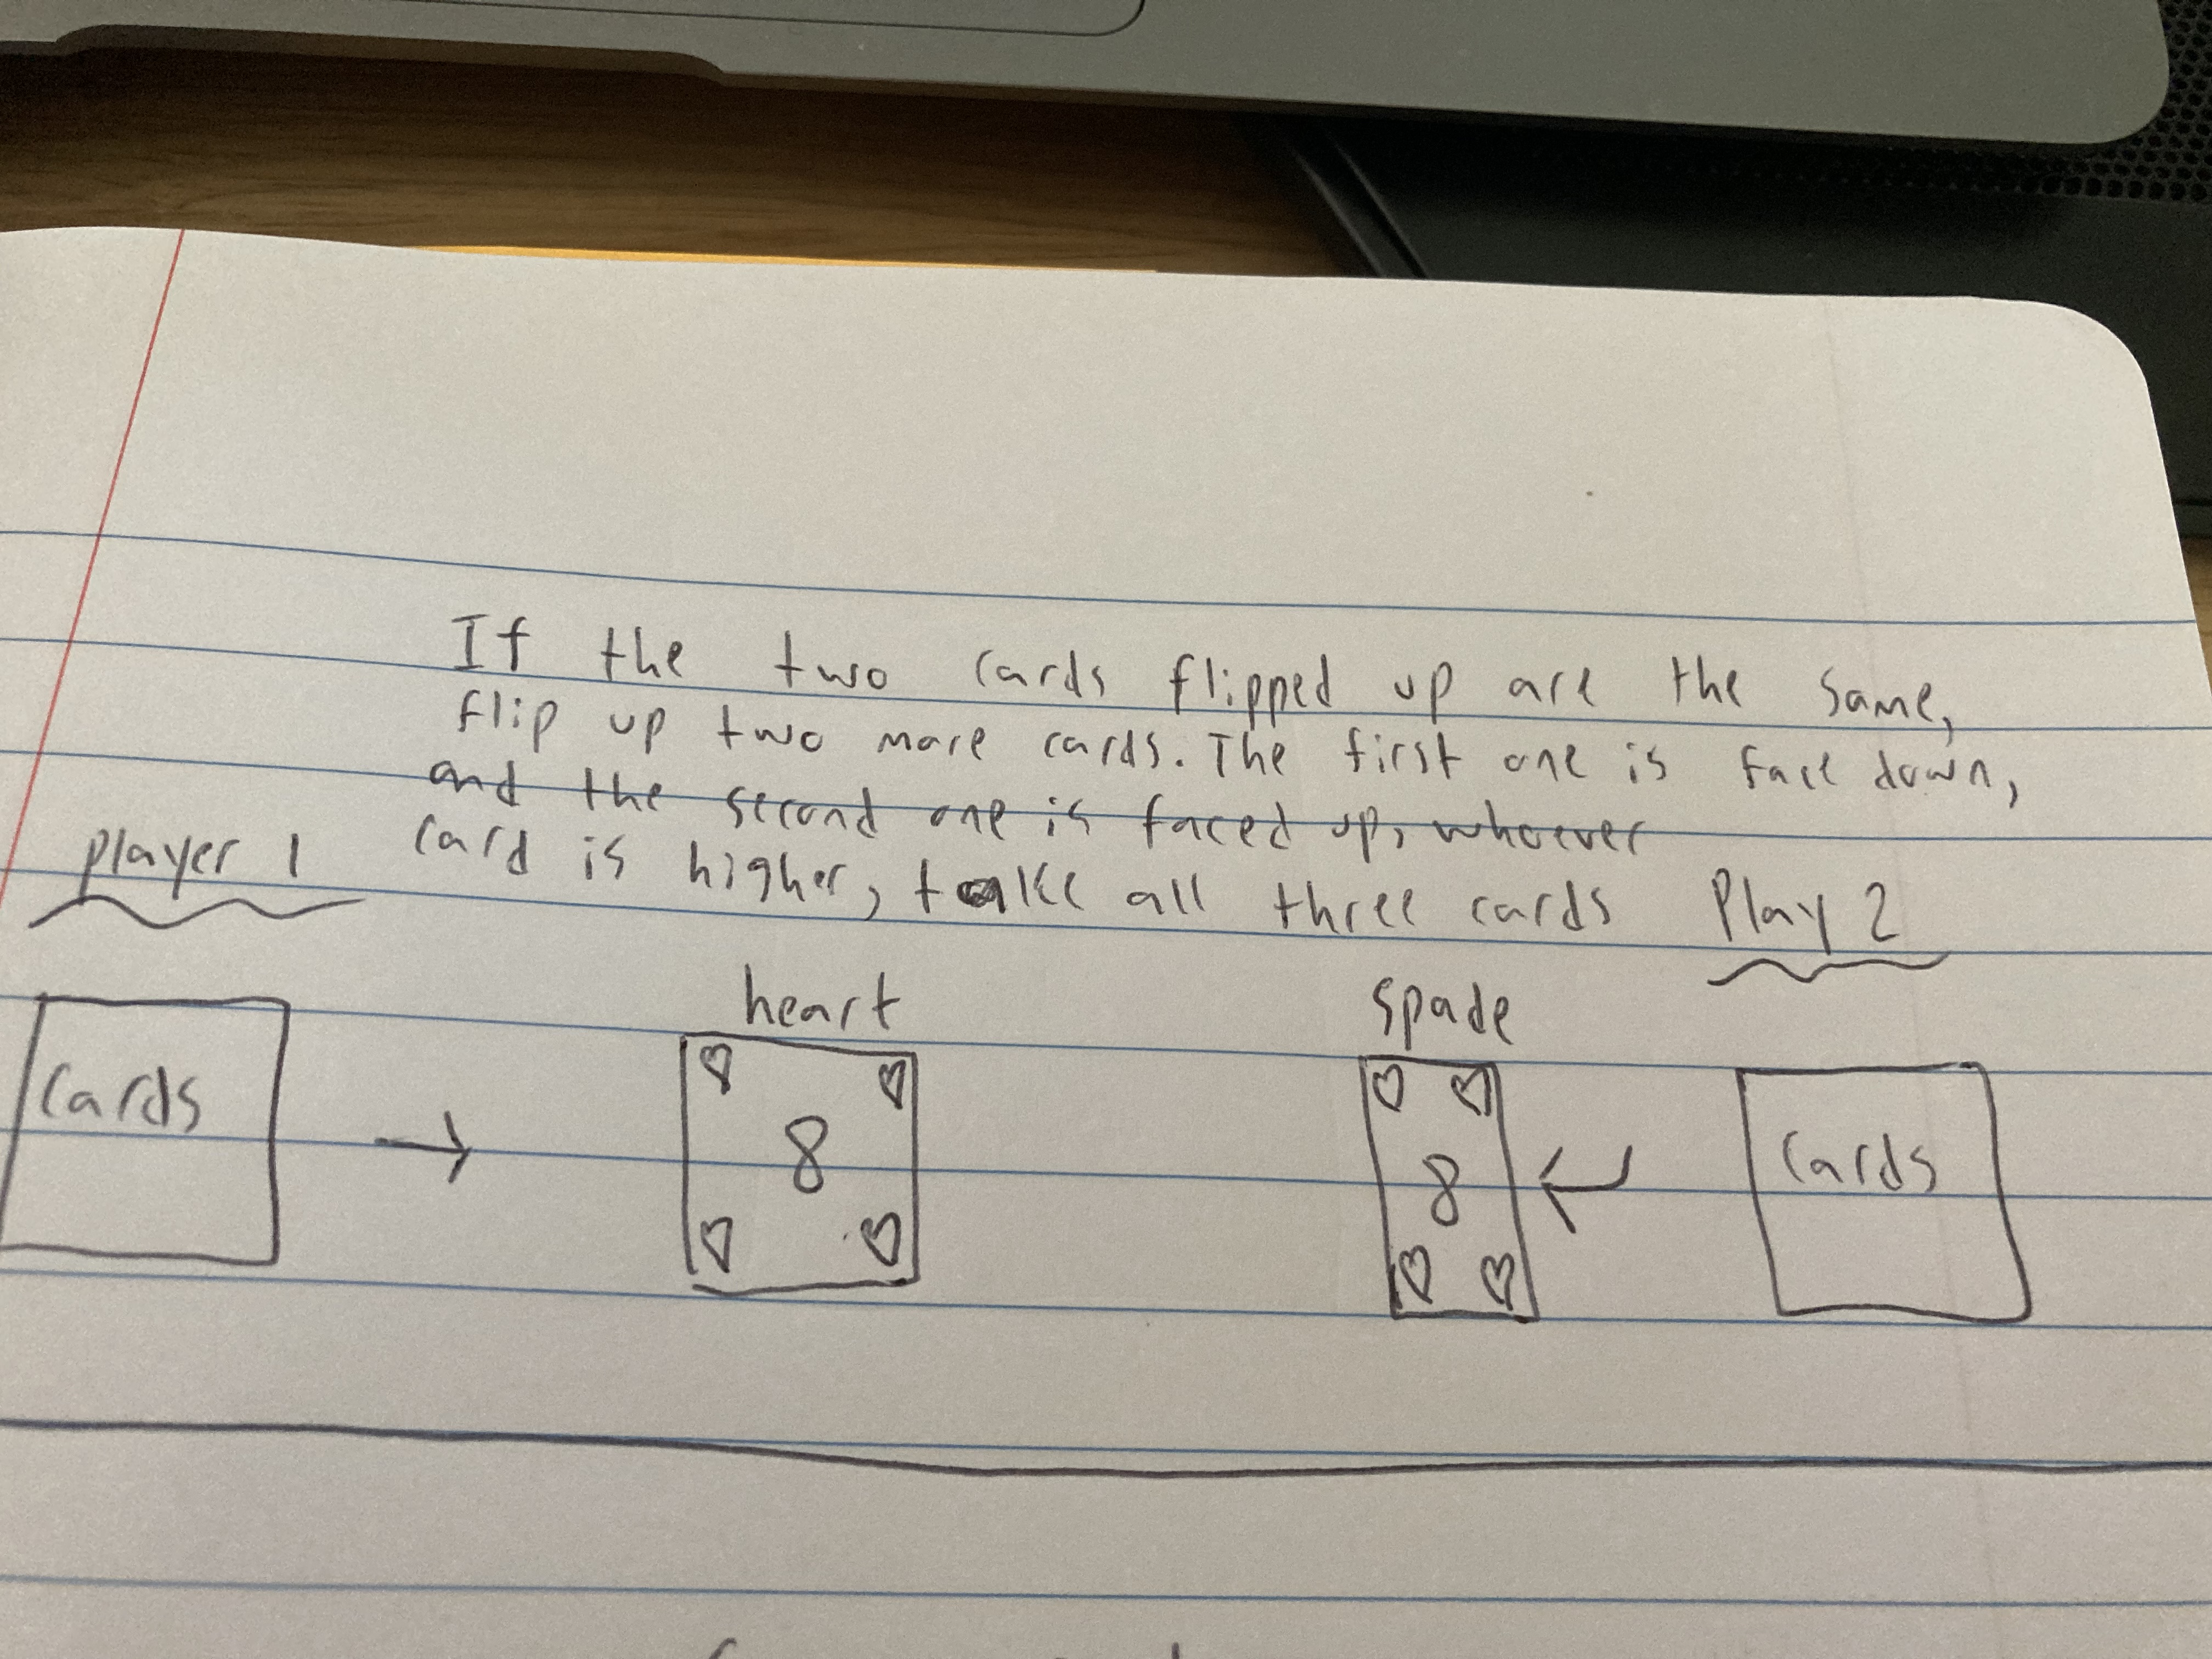 If the two cards flipped up are the same,
flip up two more cards. The first one is face down,
and the second one is faced up, whoever
card is higher, take all three cards
player 1
play 2
heart
spade
cards
8
8
cards